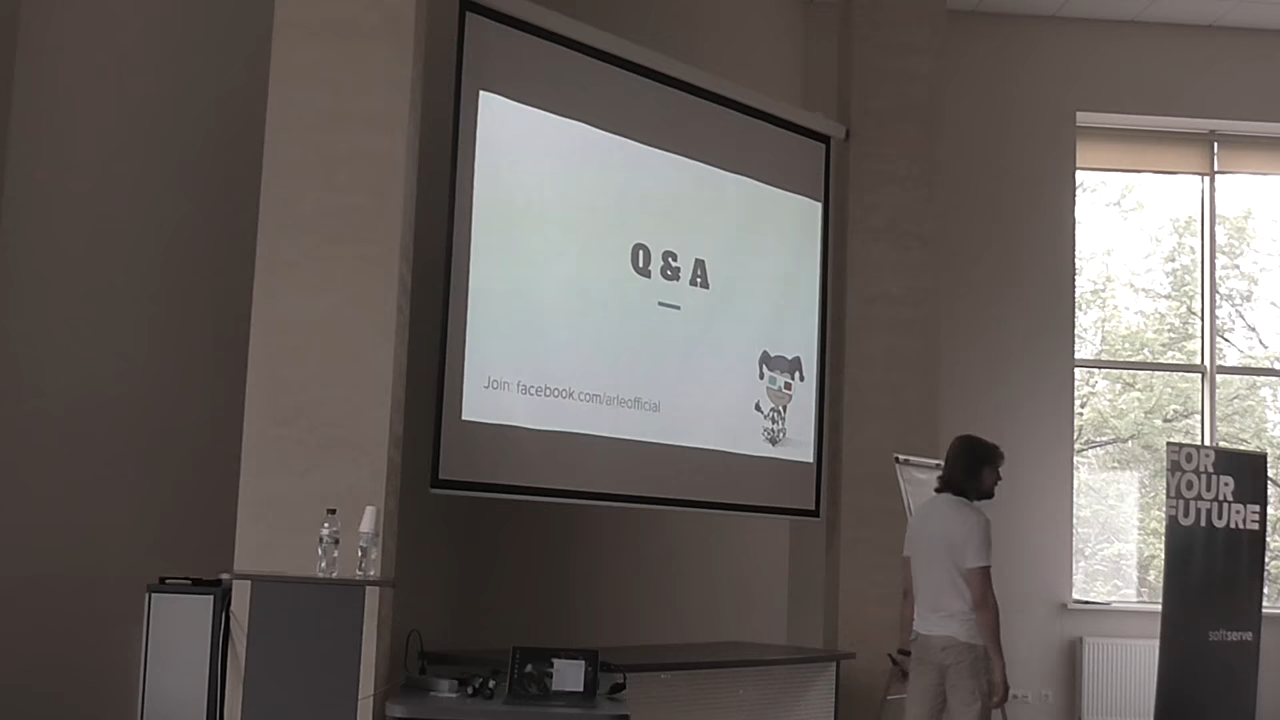 Q & A
Join: facebook.com/arleofficial
FOR
YOUR
FUTURE
softserve